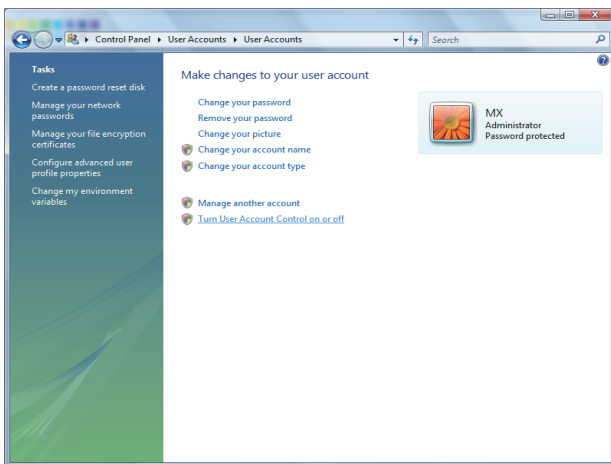 Control Panel ▸ User Accounts ▸ User Accounts
Search
Tasks
Create a password reset disk
Manage your network
passwords
Manage your file encryption
certificates
Configure advanced user
profile properties
Change my environment
variables
Make changes to your user account
Change your password
Remove your password
Change your picture
Change your account name
Change your account type
Manage another account
Turn User Account Control on or off
MX
Administrator
Password protected